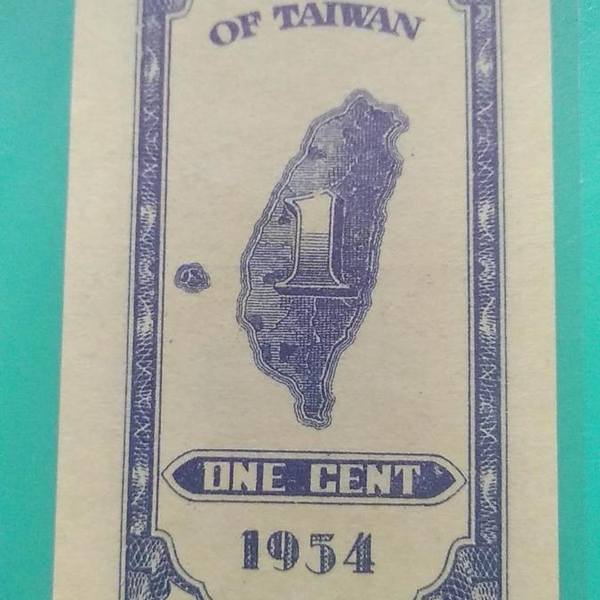 OF TAIWAN
1
ONE CENT
1954